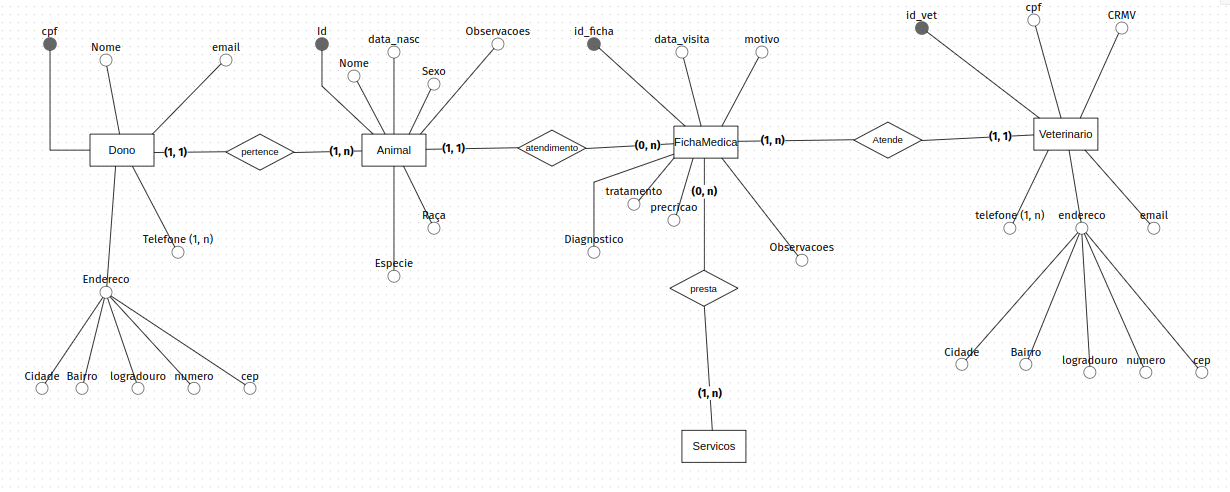 cpf
Nome
email
Id
Nome
data_nasc
Sexo
Observacoes
id_ficha
data_visita
motivo
id_vet
cpf
CRMV
Dono
(1, 1)
pertence
(1, n)
Animal
(1, 1)
atendimento
(0, n)
FichaMedica
(1, n)
Atende
(1, 1)
Veterinario
Telefone (1, n)
Endereco
Cidade
Bairro
logradouro
numero
cep
Raça
Especie
tratamento
precricao
(0, n)
Diagnostico
Observacoes
presta
(1, n)
Servicos
telefone (1, n)
endereco
email
Cidade
Bairro
logradouro
numero
cep